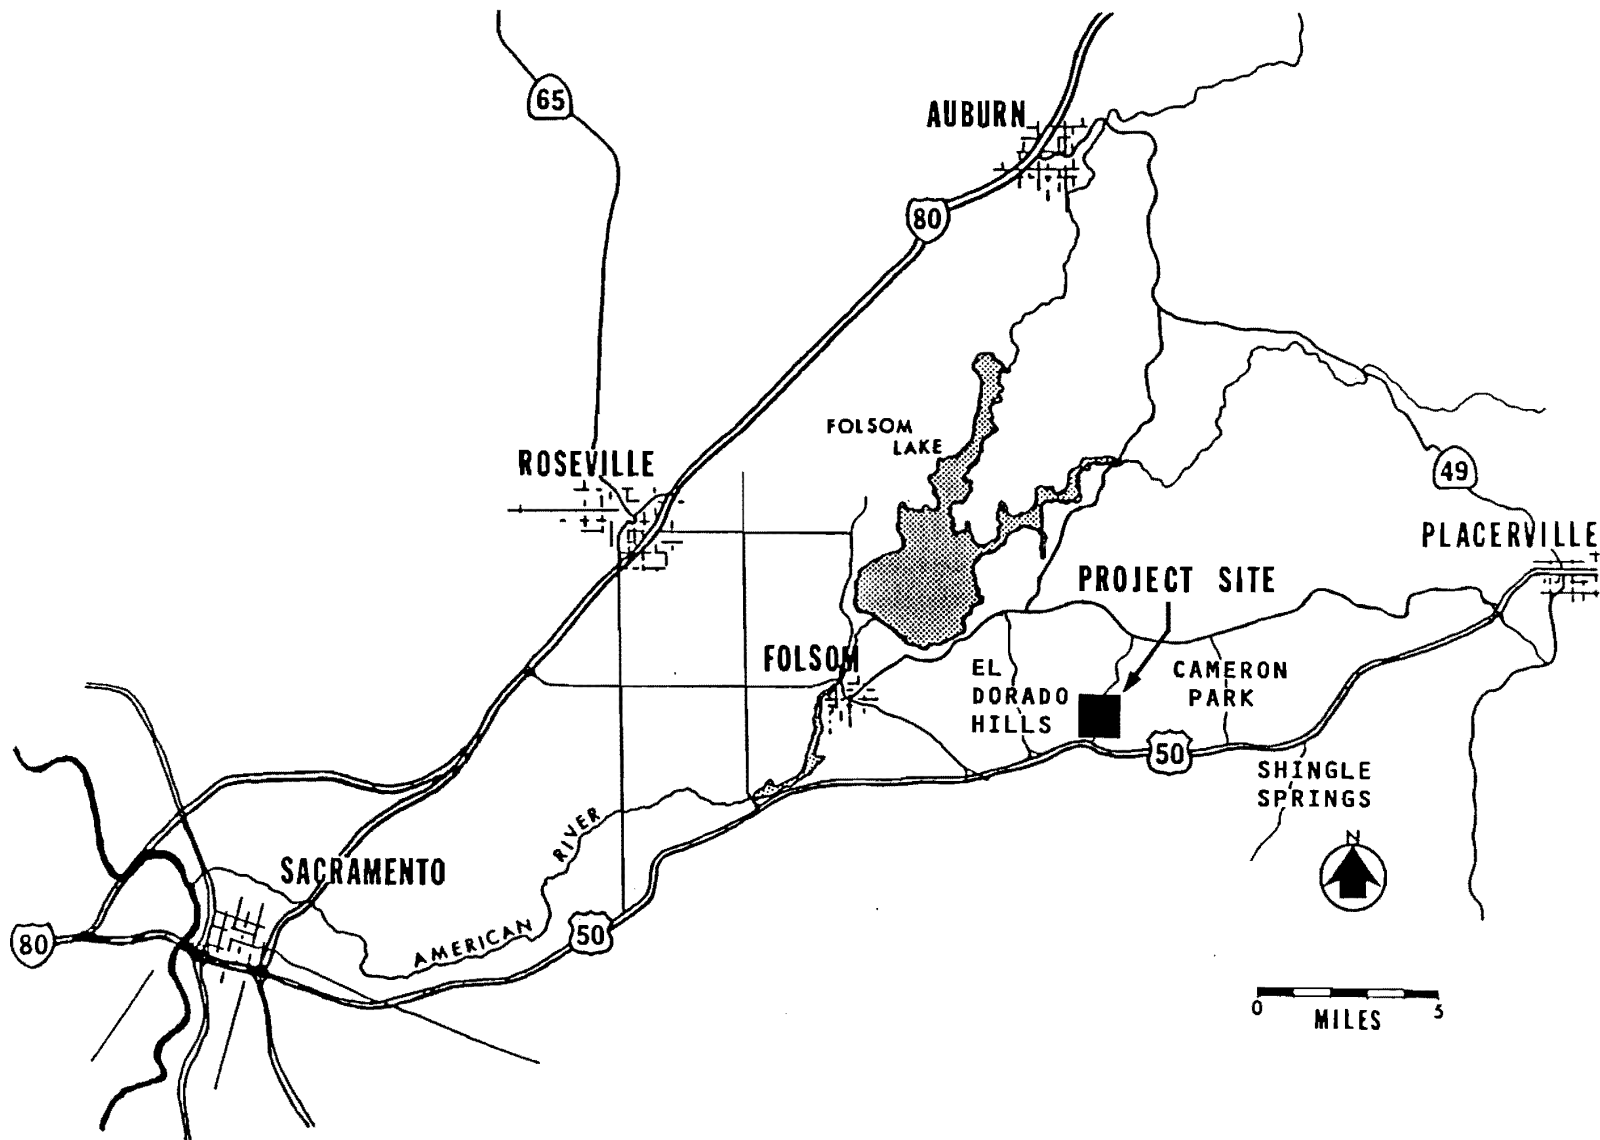 65
AUBURN
80
FOLSOM
LAKE
ROSEVILLE
49
PLACERVILLE
PROJECT SITE
FOLSOM
EL
DORADO
HILLS
CAMERON
PARK
50
SHINGLE
SPRINGS
RIVER
N
SACRAMENTO
AMERICAN
50
80
0 5
MILES